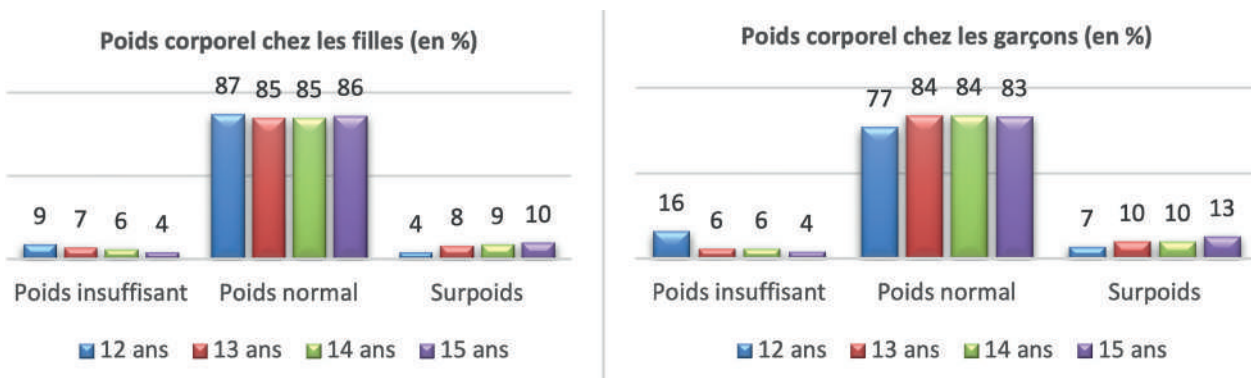 Poids corporel chez les filles (en %)
87 85 85 86
9 7 6 4
4 8 9 10
Poids insuffisant Poids normal Surpoids
12 ans 13 ans 14 ans 15 ans
Poids corporel chez les garçons (en %)
77 84 84 83
16 6 6 4
7 10 10 13
Poids insuffisant Poids normal Surpoids
12 ans 13 ans 14 ans 15 ans